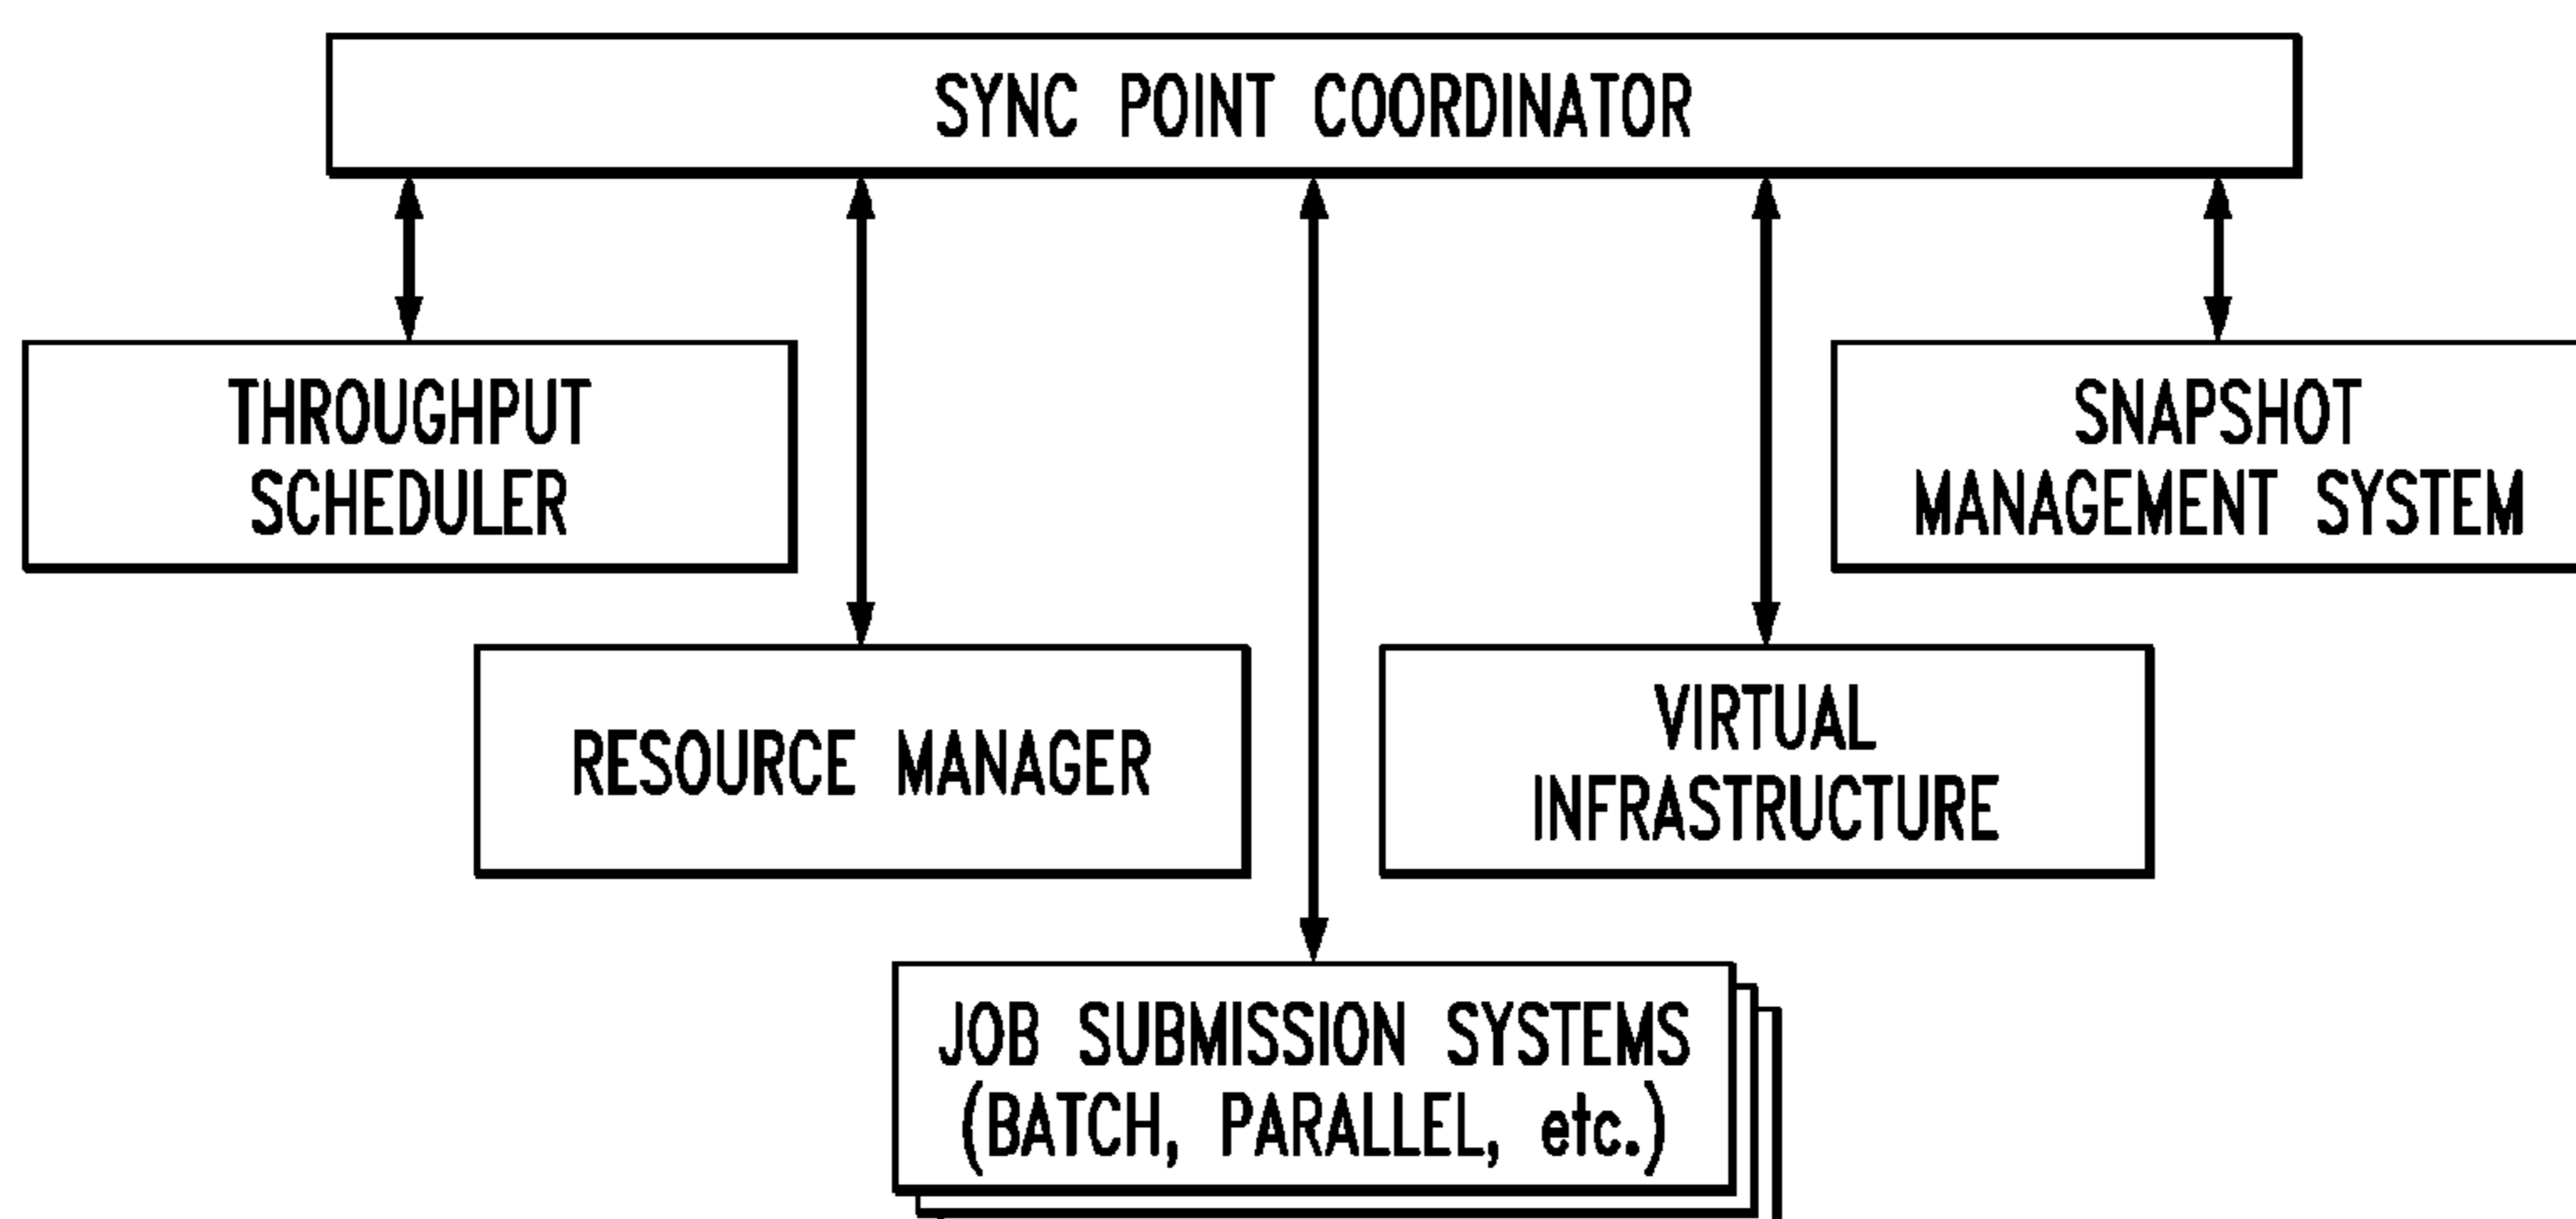 SYNC POINT COORDINATOR
THROUGHPUT
SCHEDULER
SNAPSHOT
MANAGEMENT SYSTEM
RESOURCE MANAGER
VIRTUAL
INFRASTRUCTURE
JOB SUBMISSION SYSTEMS
(BATCH, PARALLEL, etc.)